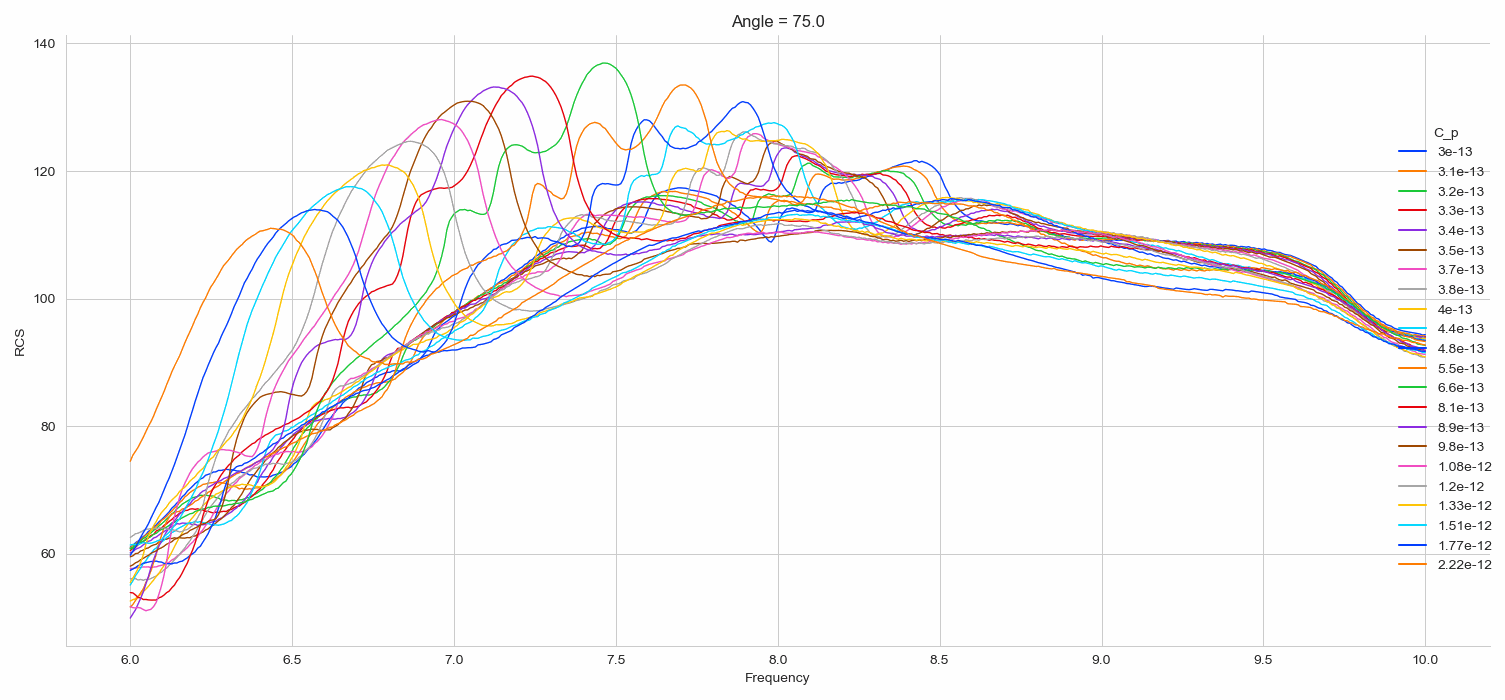 Angle = 75.0
140
120
100
80
60
RCS
6.0 6.5 7.0 7.5 8.0 8.5 9.0 9.5 10.0
Frequency
C_p
3e-13
3.1e-13
3.2e-13
3.3e-13
3.4e-13
3.5e-13
3.7e-13
3.8e-13
4e-13
4.4e-13
4.8e-13
5.5e-13
6.6e-13
8.1e-13
8.9e-13
9.8e-13
1.08e-12
1.2e-12
1.33e-12
1.51e-12
1.77e-12
2.22e-12